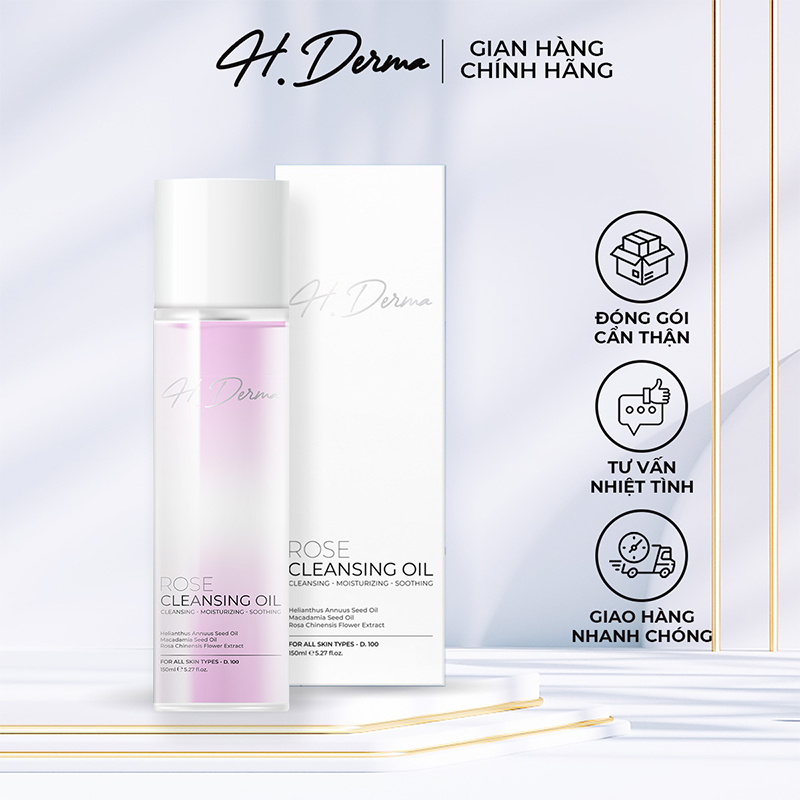 H.Derma
GIAN HÀNG
CHÍNH HÃNG
H.Derma
ROSE
CLEANSING OIL
CLEANSING - MOISTURIZING - SOOTHING
Helianthus Annuus Seed Oil
Macadamia Seed Oil
Rosa Chinensis Flower Extract
FOR ALL SKIN TYPES - D. 100
150ml ℮ 5.27 fl.oz.
H.Derma
ROSE
CLEANSING OIL
CLEANSING - MOISTURIZING - SOOTHING
Helianthus Annuus Seed Oil
Macadamia Seed Oil
Rosa Chinensis Flower Extract
FOR ALL SKIN TYPES - D. 100
150ml ℮ 5.27 fl.oz.
ĐÓNG GÓI
CẨN THẬN
TƯ VẤN
NHIỆT TÌNH
GIAO HÀNG
NHANH CHÓNG